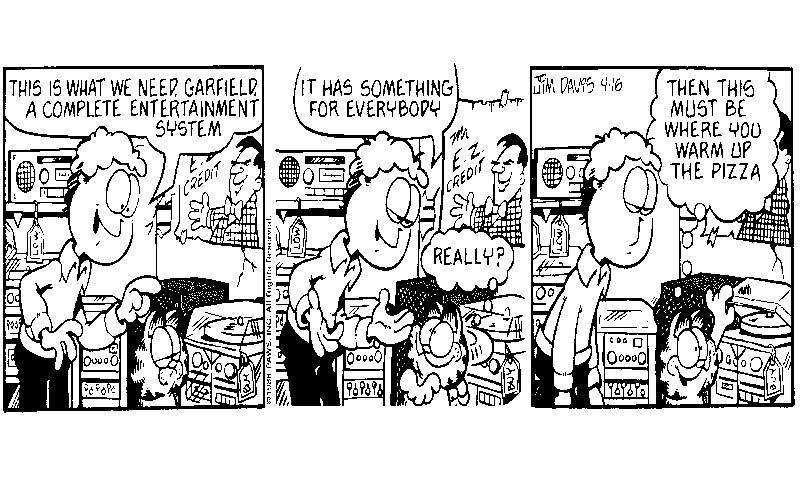 THIS IS WHAT WE NEED, GARFIELD,
A COMPLETE ENTERTAINMENT
SYSTEM
CREDIT
LOW
IT HAS SOMETHING
FOR EVERYBODY
I'M
E.Z.
CREDIT
LOW
REALLY?
BUY
JIM DAVIS 4-16
THEN THIS
MUST BE
WHERE YOU
WARM UP
THE PIZZA
LOW
BUY